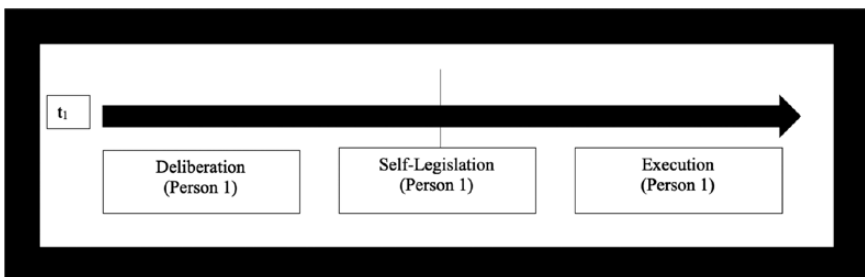 t₁
Deliberation
(Person 1)
Self-Legislation
(Person 1)
Execution
(Person 1)